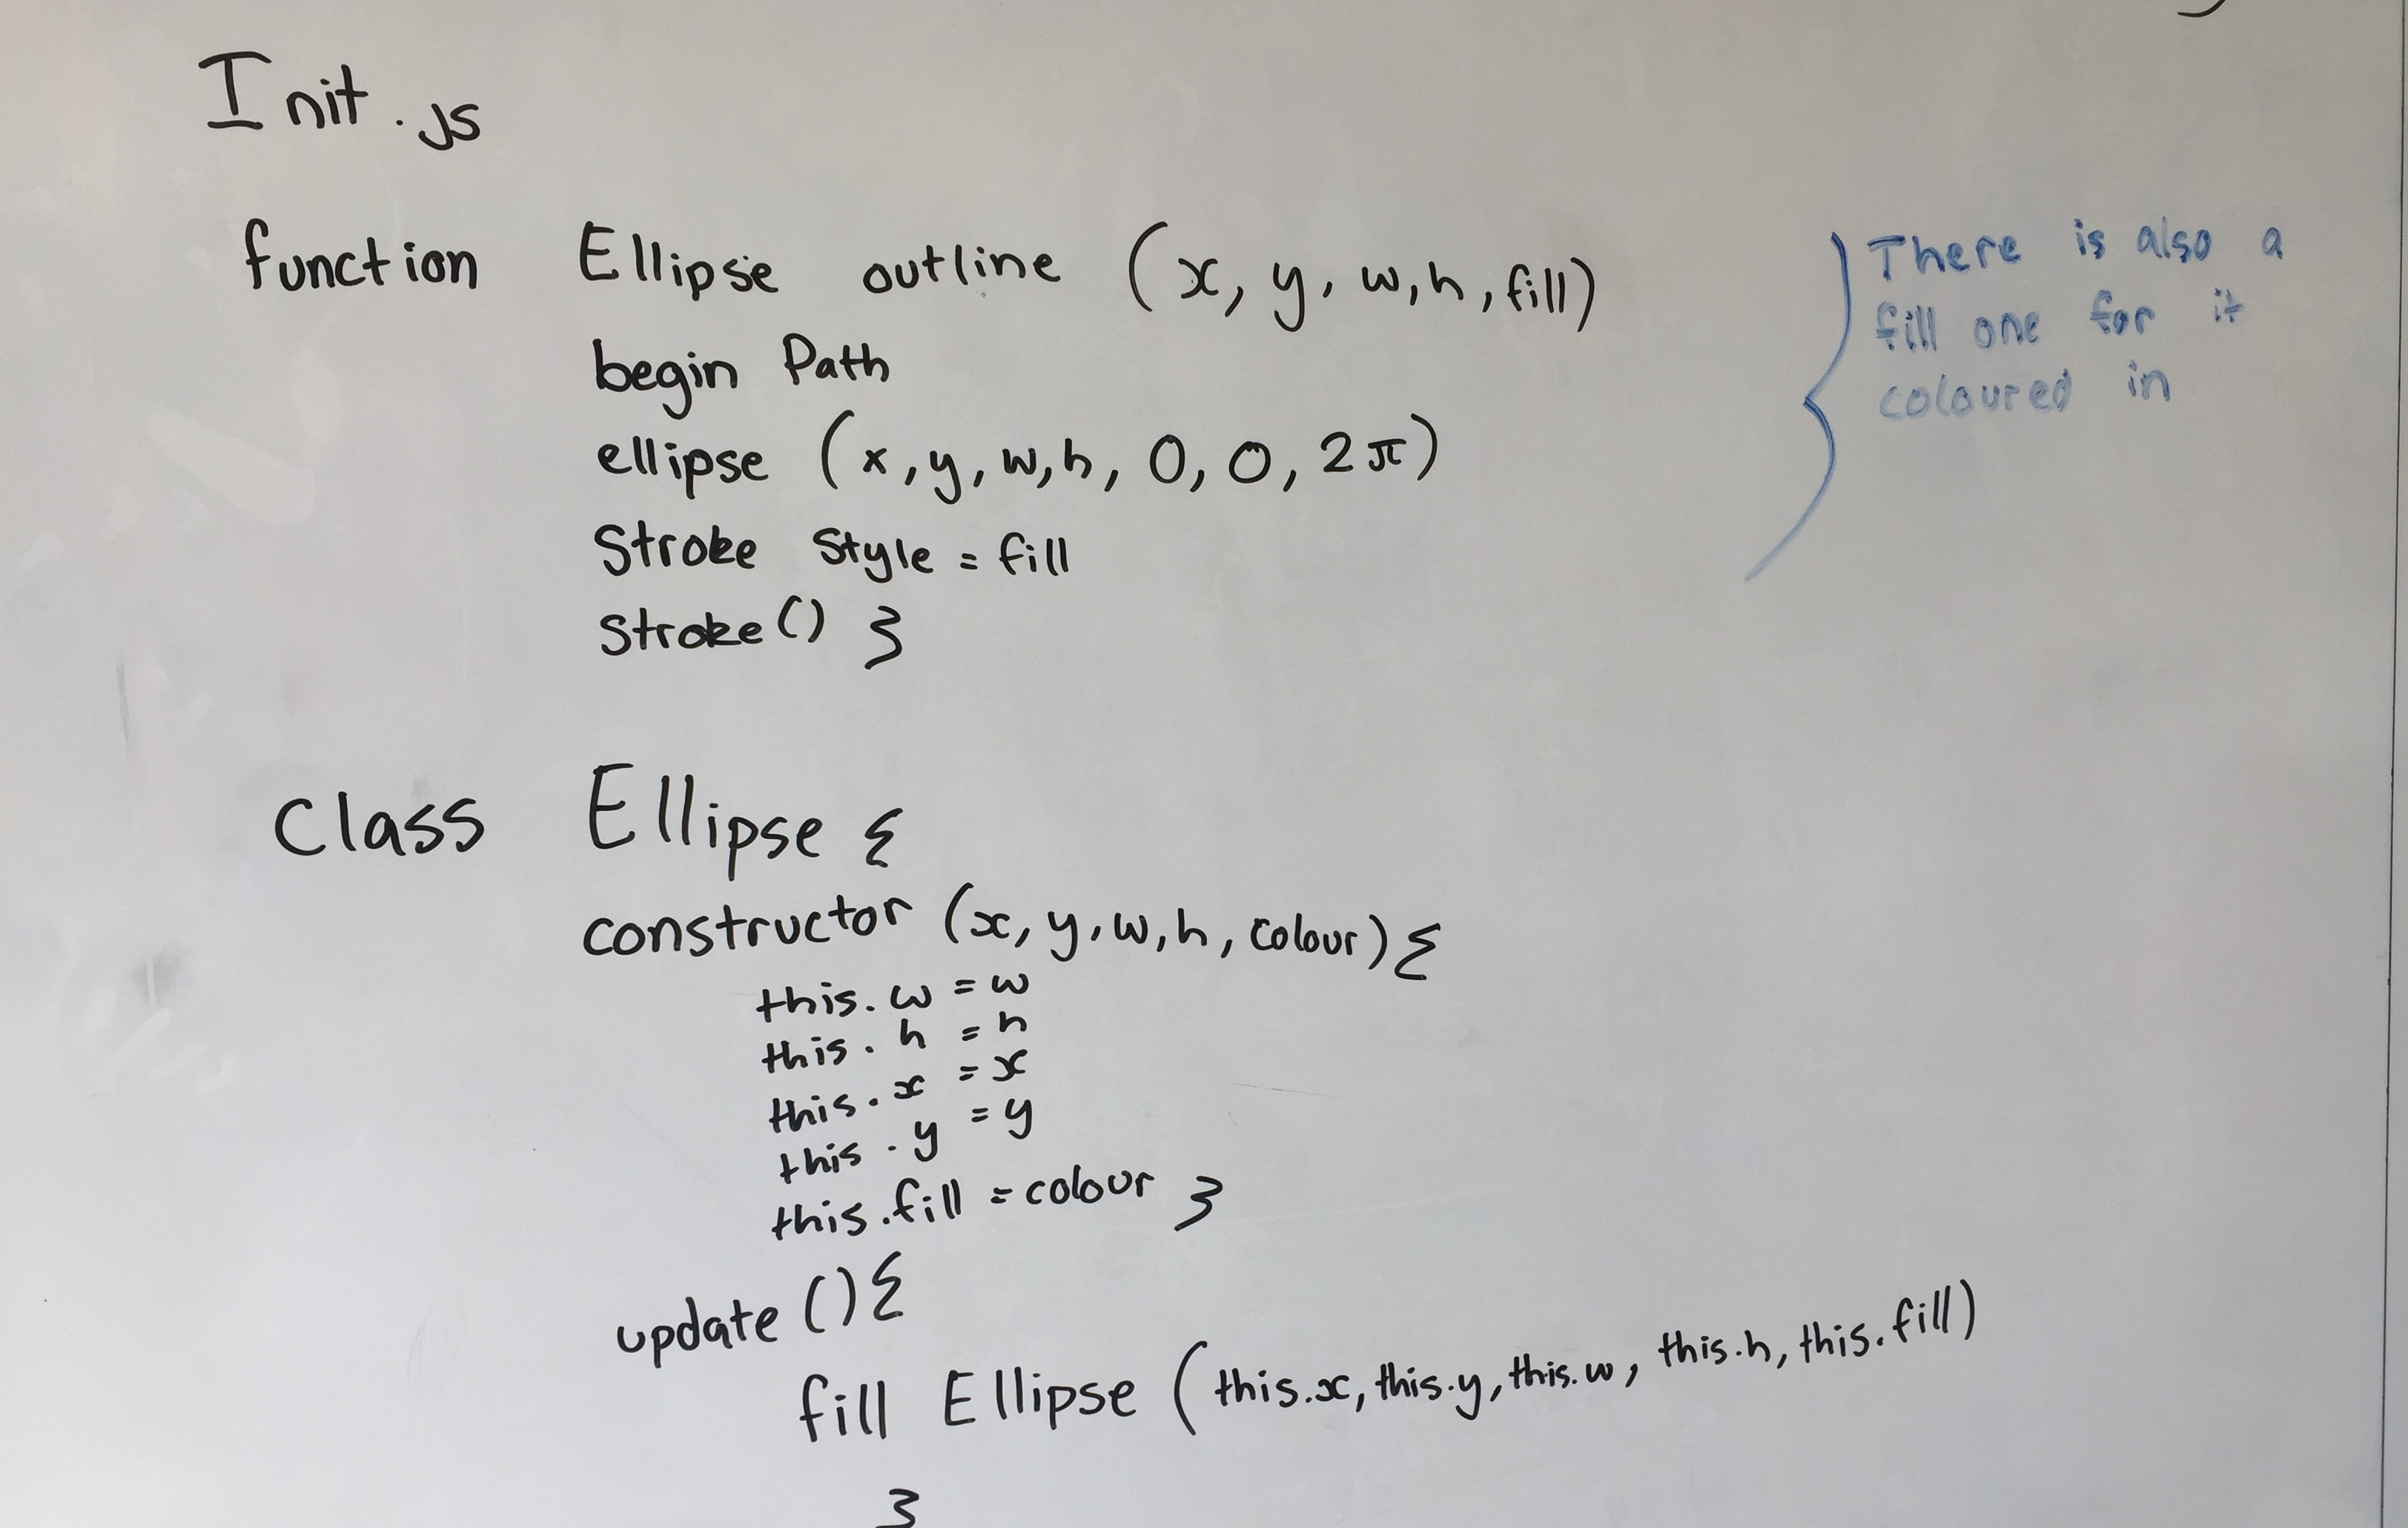 Init.js
function Ellipse outline (x, y, w, h, fill)
begin Path
ellipse (x, y, w, h, 0, 0, 2π)
Stroke Style = fill
Stroke() }
There is also a
fill one for it
coloured in
Class Ellipse {
constructor (x, y, w, h, colour) {
this.w = w
this.h = h
this.x = x
this.y = y
this.fill = colour }
update () {
fill Ellipse (this.x, this.y, this.w, this.h, this.fill)
}